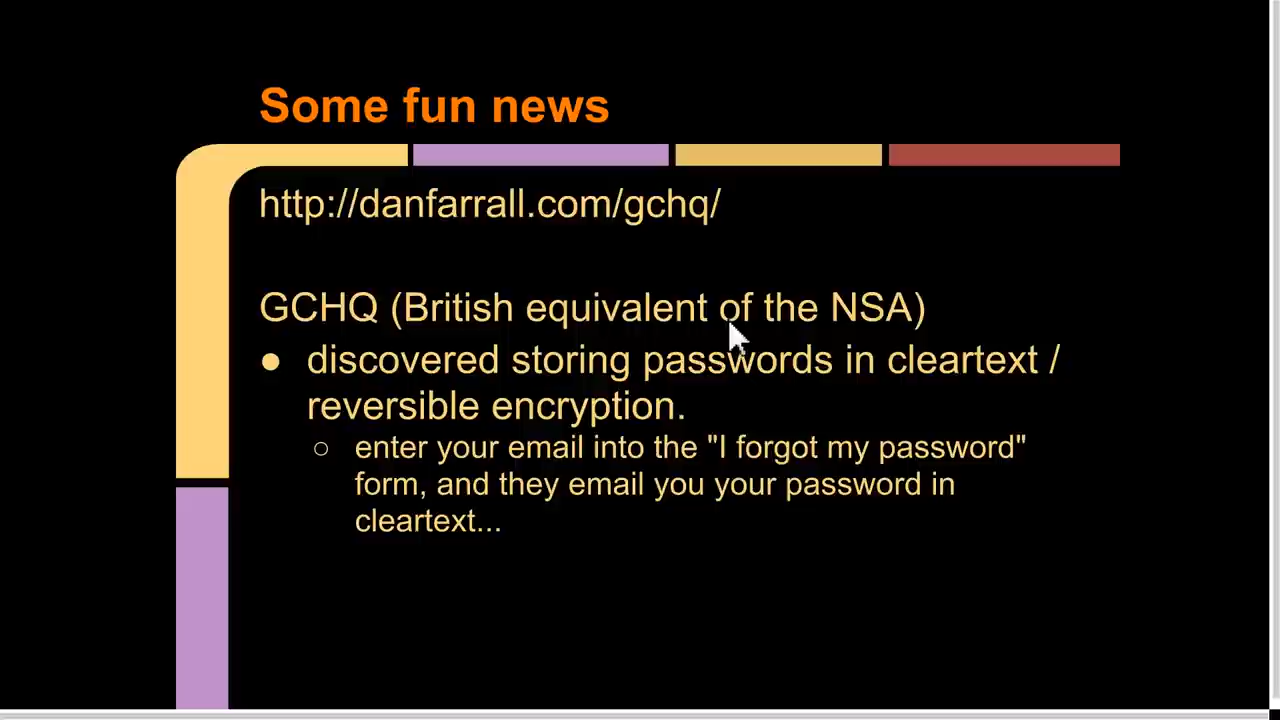 Some fun news
http://danfarrall.com/gchq/
GCHQ (British equivalent of the NSA)
● discovered storing passwords in cleartext /
reversible encryption.
○ enter your email into the "I forgot my password"
form, and they email you your password in
cleartext...